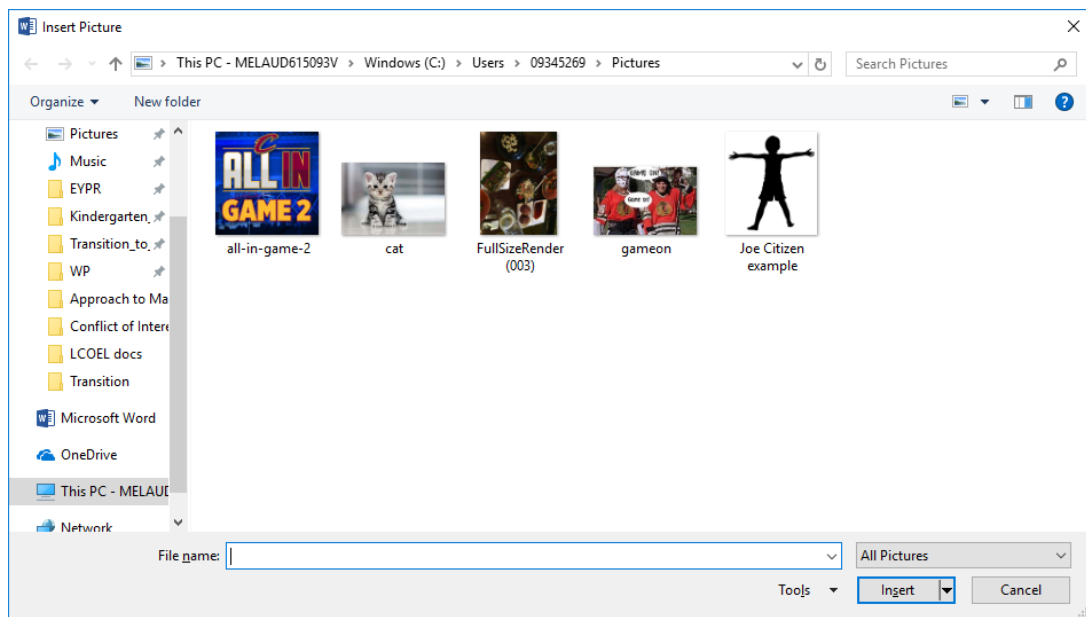 Insert Picture
This PC - MELAUD615093V > Windows (C:) > Users > 09345269 > Pictures
Search Pictures
Organize
New folder
Pictures
Music
EYPR
Kindergarten_
Transition_to_
WP
Approach to Ma
Conflict of Intere
LCOEL docs
Transition
Microsoft Word
OneDrive
This PC - MELAUD
Network
ALL IN
GAME 2
all-in-game-2
cat
FullSizeRender
(003)
GAME ON!
gameon
Joe Citizen
example
File name:
All Pictures
Tools
Insert
Cancel